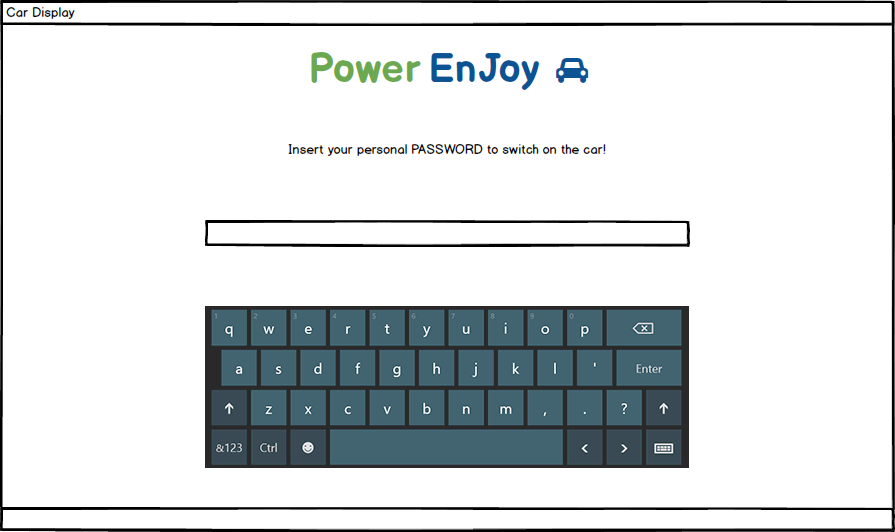 Car Display
Power EnJoy
Insert your personal PASSWORD to switch on the car!
1 2 3 4 5 6 7 8 9 0
q w e r t y u i o p
a s d f g h j k l ' Enter
z x c v b n m , . ?
&123 Ctrl < >